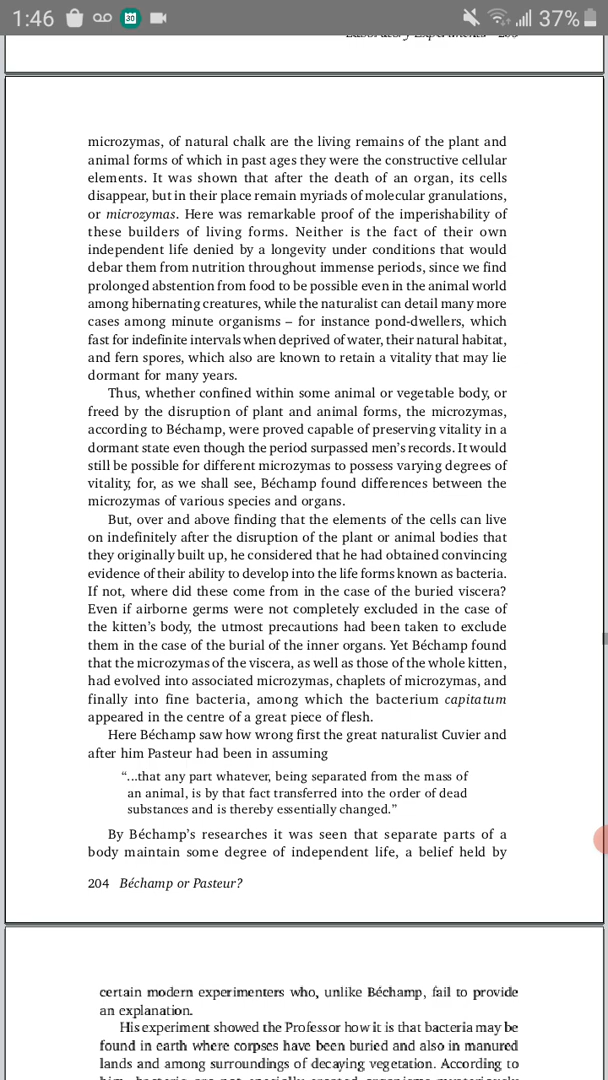 1:46
30
37%
Laboratory Experiments 203
microzymas, of natural chalk are the living remains of the plant and
animal forms of which in past ages they were the constructive cellular
elements. It was shown that after the death of an organ, its cells
disappear, but in their place remain myriads of molecular granulations,
or microzymas. Here was remarkable proof of the imperishability of
these builders of living forms. Neither is the fact of their own
independent life denied by a longevity under conditions that would
debar them from nutrition throughout immense periods, since we find
prolonged abstention from food to be possible even in the animal world
among hibernating creatures, while the naturalist can detail many more
cases among minute organisms – for instance pond-dwellers, which
fast for indefinite intervals when deprived of water, their natural habitat,
and fern spores, which also are known to retain a vitality that may lie
dormant for many years.
Thus, whether confined within some animal or vegetable body, or
freed by the disruption of plant and animal forms, the microzymas,
according to Béchamp, were proved capable of preserving vitality in a
dormant state even though the period surpassed men's records. It would
still be possible for different microzymas to possess varying degrees of
vitality, for, as we shall see, Béchamp found differences between the
microzymas of various species and organs.
But, over and above finding that the elements of the cells can live
on indefinitely after the disruption of the plant or animal bodies that
they originally built up, he considered that he had obtained convincing
evidence of their ability to develop into the life forms known as bacteria.
If not, where did these come from in the case of the buried viscera?
Even if airborne germs were not completely excluded in the case of
the kitten's body, the utmost precautions had been taken to exclude
them in the case of the burial of the inner organs. Yet Béchamp found
that the microzymas of the viscera, as well as those of the whole kitten,
had evolved into associated microzymas, chaplets of microzymas, and
finally into fine bacteria, among which the bacterium capitatum
appeared in the centre of a great piece of flesh.
Here Béchamp saw how wrong first the great naturalist Cuvier and
after him Pasteur had been in assuming
“...that any part whatever, being separated from the mass of
an animal, is by that fact transferred into the order of dead
substances and is thereby essentially changed.”
By Béchamp's researches it was seen that separate parts of a
body maintain some degree of independent life, a belief held by
204 Béchamp or Pasteur?
certain modern experimenters who, unlike Béchamp, fail to provide
an explanation.
His experiment showed the Professor how it is that bacteria may be
found in earth where corpses have been buried and also in manured
lands and among surroundings of decaying vegetation. According to
him, bacteria are not specially created organisms mysteriously